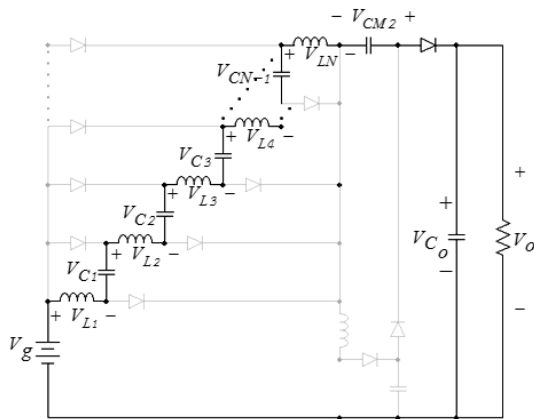 − V_CM2 +
+ V_LN −
V_CN−1
+ V_L4 −
V_C3
+ V_L3 −
V_C2
+ V_L2 −
V_C1
+ V_L1 −
V_g
+ V_Co −
+ V_o −